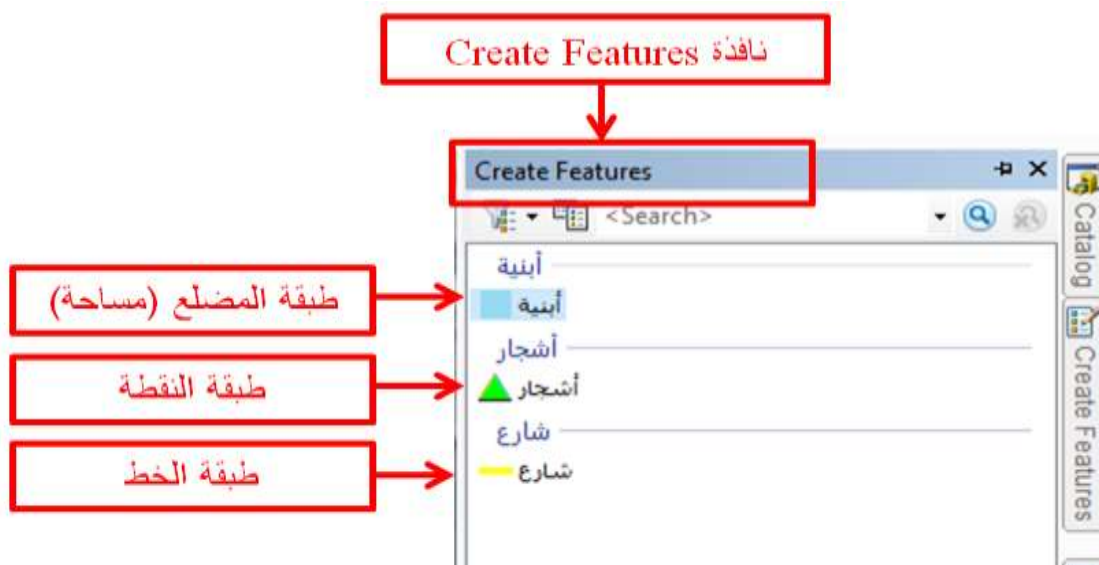 نافذة Create Features
Create Features
<Search>
أبنية
أبنية
أشجار
أشجار
شارع
شارع
طبقة المضلع (مساحة)
طبقة النقطة
طبقة الخط
Catalog
Create Features